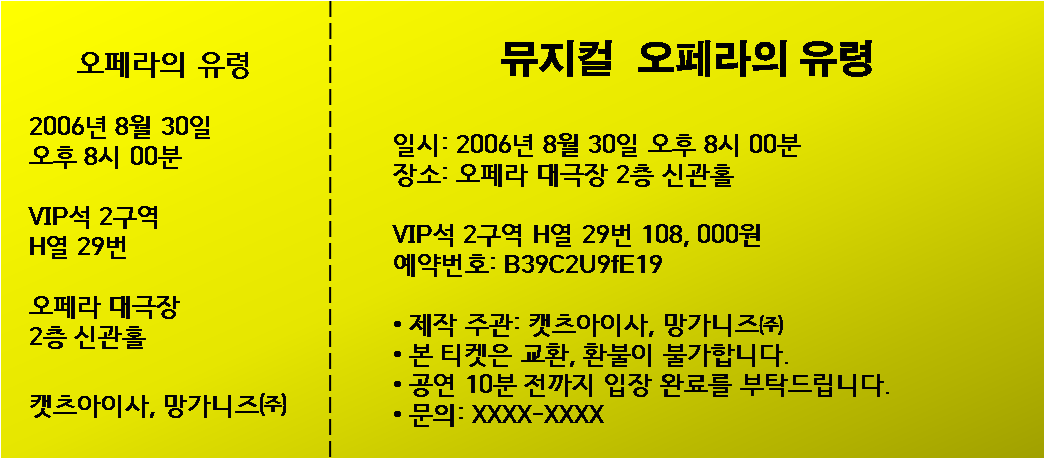 오페라의 유령
2006년 8월 30일
오후 8시 00분
VIP석 2구역
H열 29번
오페라 대극장
2층 신관홀
캣츠아이사, 망가니즈㈜
뮤지컬 오페라의 유령
일시: 2006년 8월 30일 오후 8시 00분
장소: 오페라 대극장 2층 신관홀
VIP석 2구역 H열 29번 108, 000원
예약번호: B39C2U9fE19
• 제작 주관: 캣츠아이사, 망가니즈㈜
• 본 티켓은 교환, 환불이 불가합니다.
• 공연 10분 전까지 입장 완료를 부탁드립니다.
• 문의: XXXX-XXXX